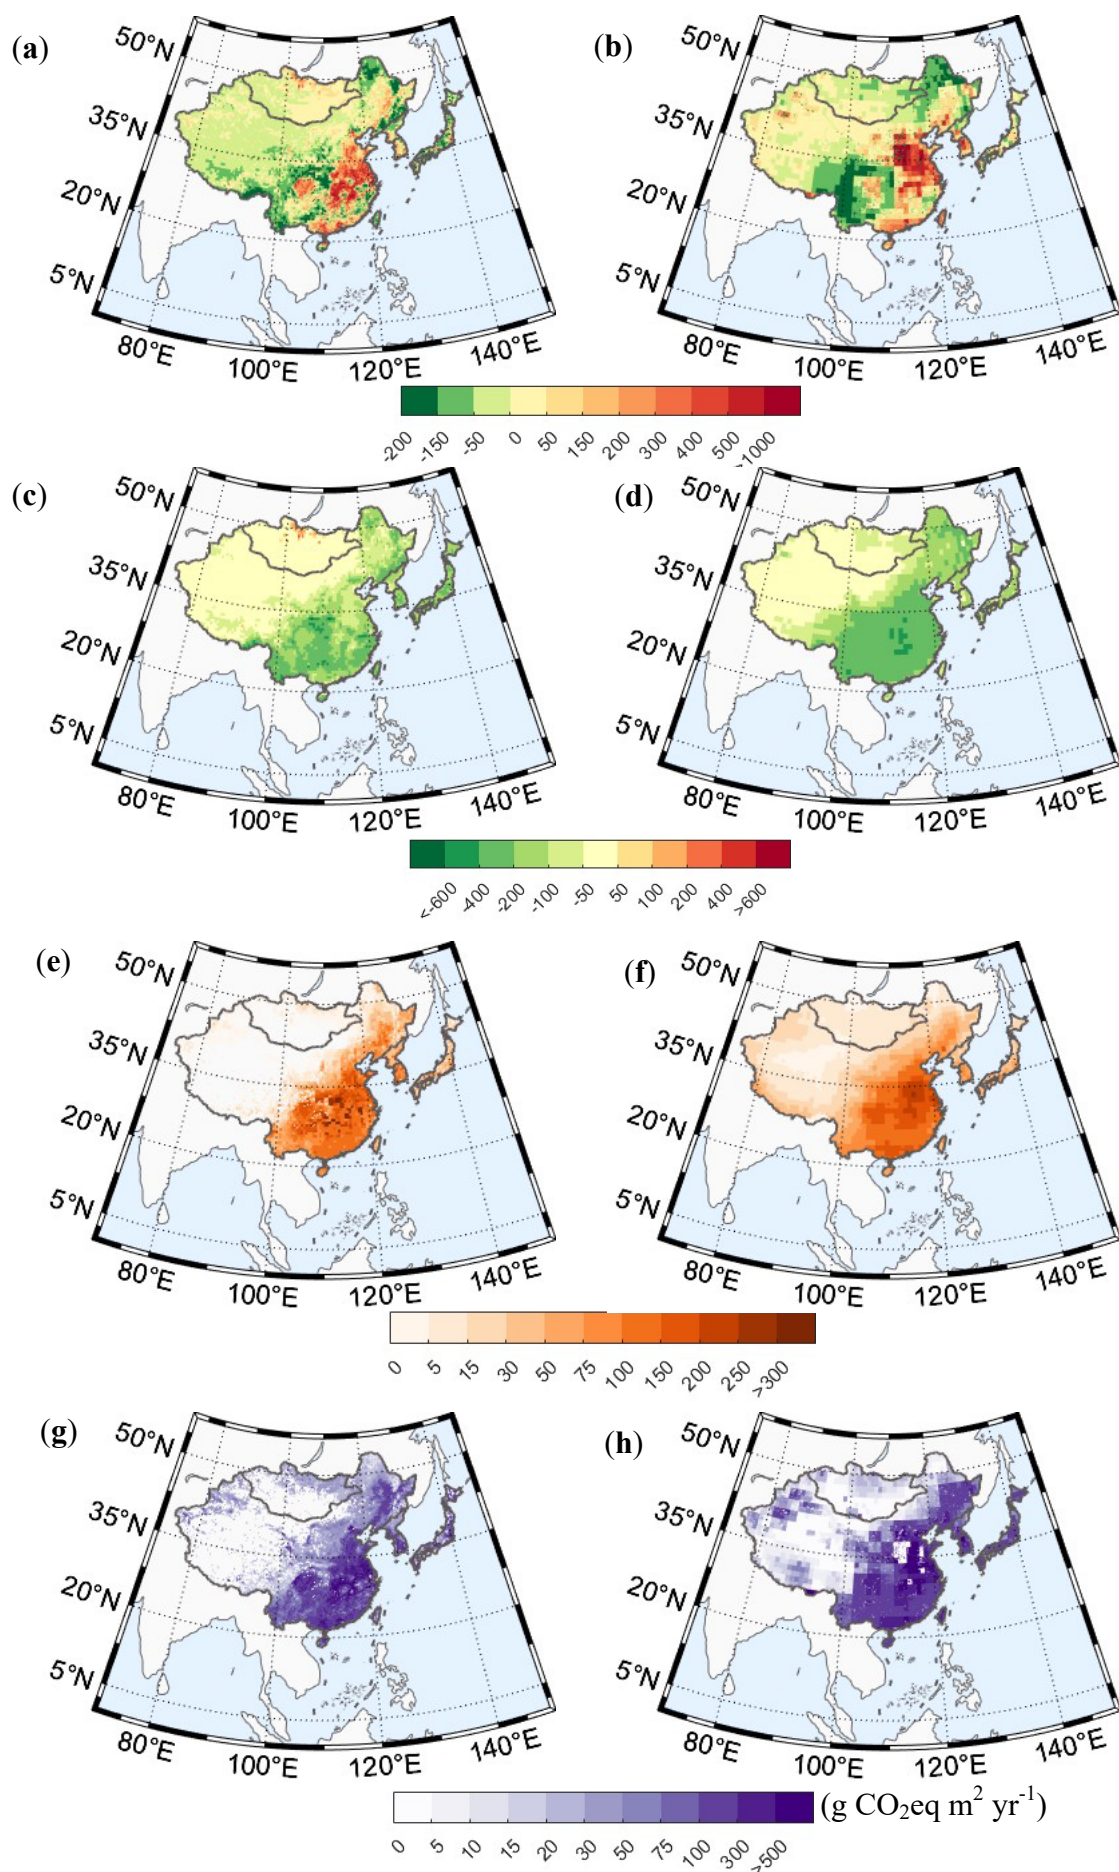 (a) (b)
50°N 50°N
35°N 35°N
20°N 20°N
5°N 5°N
80°E 100°E 120°E 140°E 80°E 100°E 120°E 140°E
-200 -150 -50 0 50 150 200 300 400 500 >1000
(c) (d)
50°N 50°N
35°N 35°N
20°N 20°N
5°N 5°N
80°E 100°E 120°E 140°E 80°E 100°E 120°E 140°E
<-600 -400 -200 -100 -50 50 100 200 400 >600
(e) (f)
50°N 50°N
35°N 35°N
20°N 20°N
5°N 5°N
80°E 100°E 120°E 140°E 80°E 100°E 120°E 140°E
0 5 15 30 50 75 100 150 200 250 >300
(g) (h)
50°N 50°N
35°N 35°N
20°N 20°N
5°N 5°N
80°E 100°E 120°E 140°E 80°E 100°E 120°E 140°E
(g CO₂eq m² yr⁻¹)
0 5 10 15 20 50 75 100 300 >500